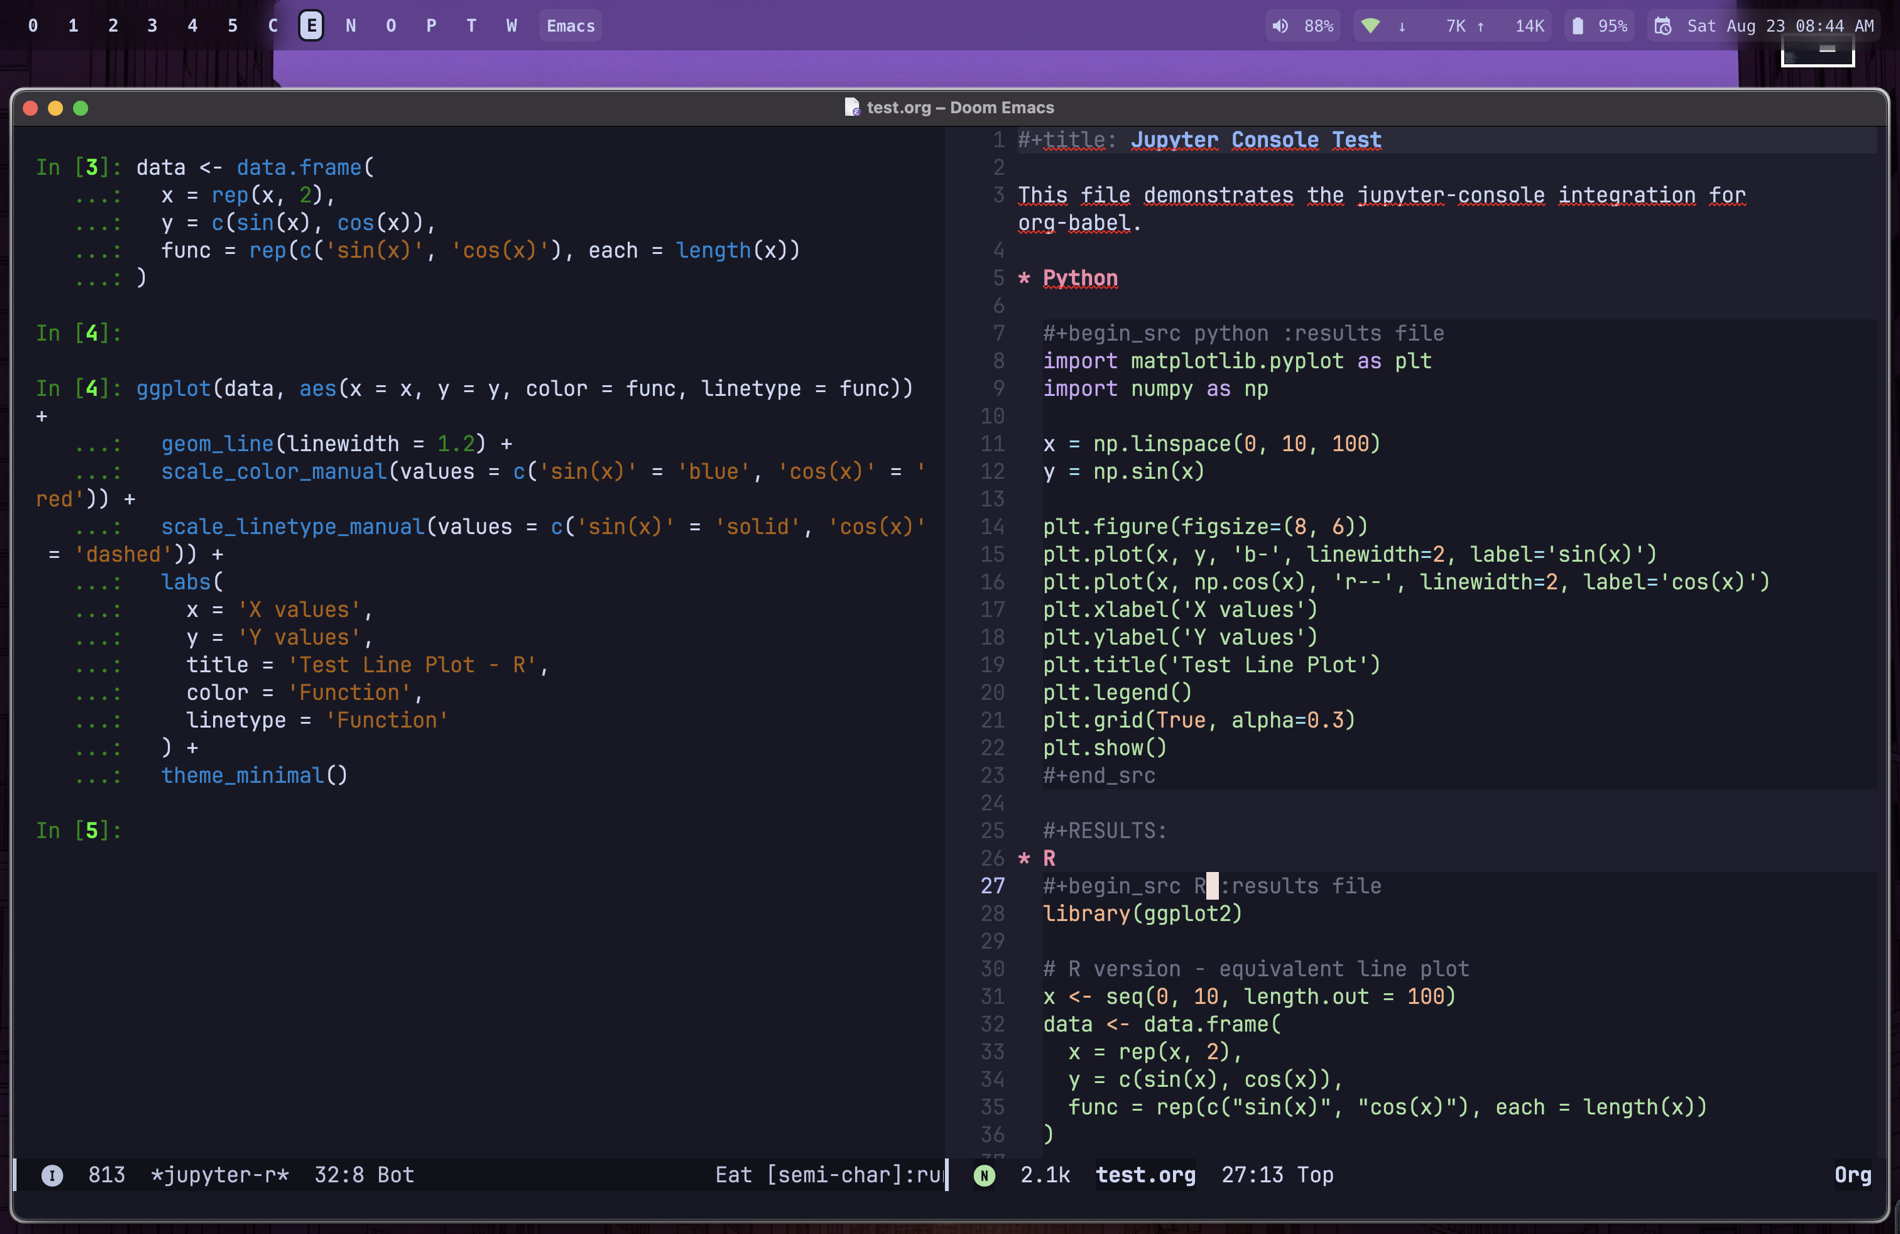 0 1 2 3 4 5 C E N O P T W Emacs
88% ↓ 7K ↑ 14K 95% Sat Aug 23 08:44 AM
test.org – Doom Emacs
In [3]: data <- data.frame(
...:   x = rep(x, 2),
...:   y = c(sin(x), cos(x)),
...:   func = rep(c('sin(x)', 'cos(x)'), each = length(x))
...: )
In [4]:
In [4]: ggplot(data, aes(x = x, y = y, color = func, linetype = func))
+
...:   geom_line(linewidth = 1.2) +
...:   scale_color_manual(values = c('sin(x)' = 'blue', 'cos(x)' = '
red')) +
...:   scale_linetype_manual(values = c('sin(x)' = 'solid', 'cos(x)'
 = 'dashed')) +
...:   labs(
...:     x = 'X values',
...:     y = 'Y values',
...:     title = 'Test Line Plot - R',
...:     color = 'Function',
...:     linetype = 'Function'
...:   ) +
...:   theme_minimal()
In [5]:
I 813 *jupyter-r* 32:8 Bot Eat [semi-char]:ru
1 #+title: Jupyter Console Test
2
3 This file demonstrates the jupyter-console integration for
org-babel.
4
5 * Python
6
7   #+begin_src python :results file
8   import matplotlib.pyplot as plt
9   import numpy as np
10
11   x = np.linspace(0, 10, 100)
12   y = np.sin(x)
13
14   plt.figure(figsize=(8, 6))
15   plt.plot(x, y, 'b-', linewidth=2, label='sin(x)')
16   plt.plot(x, np.cos(x), 'r--', linewidth=2, label='cos(x)')
17   plt.xlabel('X values')
18   plt.ylabel('Y values')
19   plt.title('Test Line Plot')
20   plt.legend()
21   plt.grid(True, alpha=0.3)
22   plt.show()
23   #+end_src
24
25   #+RESULTS:
26 * R
27   #+begin_src R :results file
28   library(ggplot2)
29
30   # R version - equivalent line plot
31   x <- seq(0, 10, length.out = 100)
32   data <- data.frame(
33     x = rep(x, 2),
34     y = c(sin(x), cos(x)),
35     func = rep(c("sin(x)", "cos(x)"), each = length(x))
36   )
N 2.1k test.org 27:13 Top Org